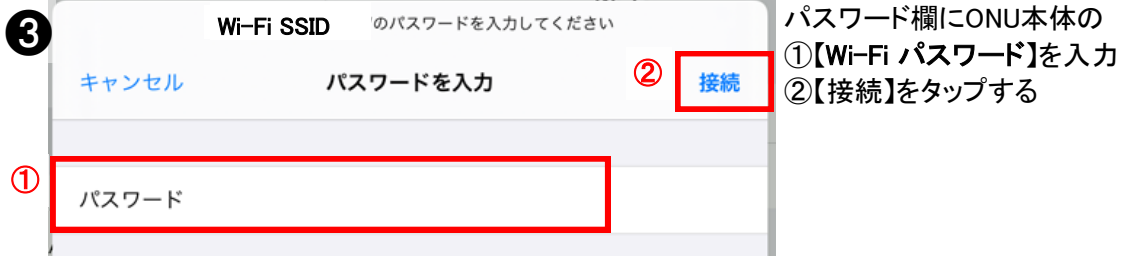 ❸
Wi-Fi SSID のパスワードを入力してください
キャンセル パスワードを入力 ② 接続
① パスワード
パスワード欄にONU本体の
①【Wi-Fi パスワード】を入力
②【接続】をタップする